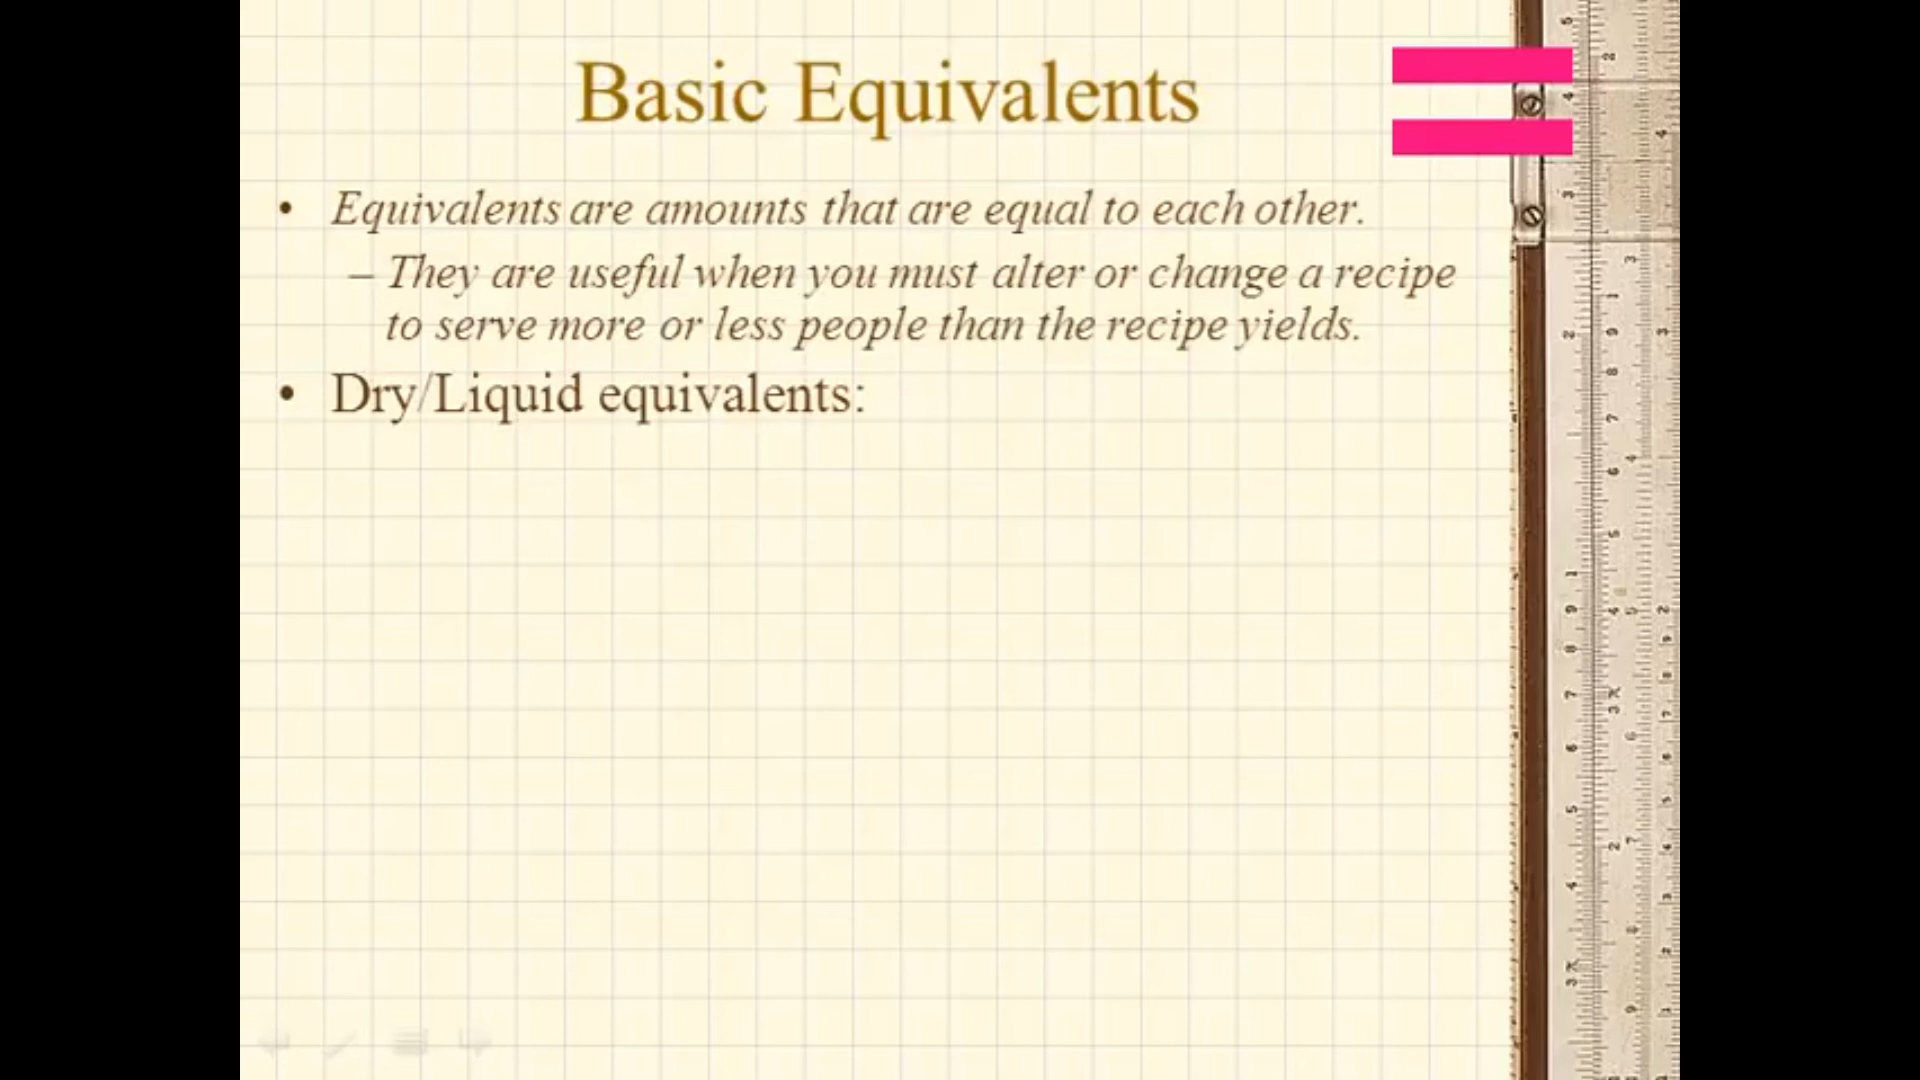 Basic Equivalents
• Equivalents are amounts that are equal to each other.
– They are useful when you must alter or change a recipe
to serve more or less people than the recipe yields.
• Dry/Liquid equivalents: